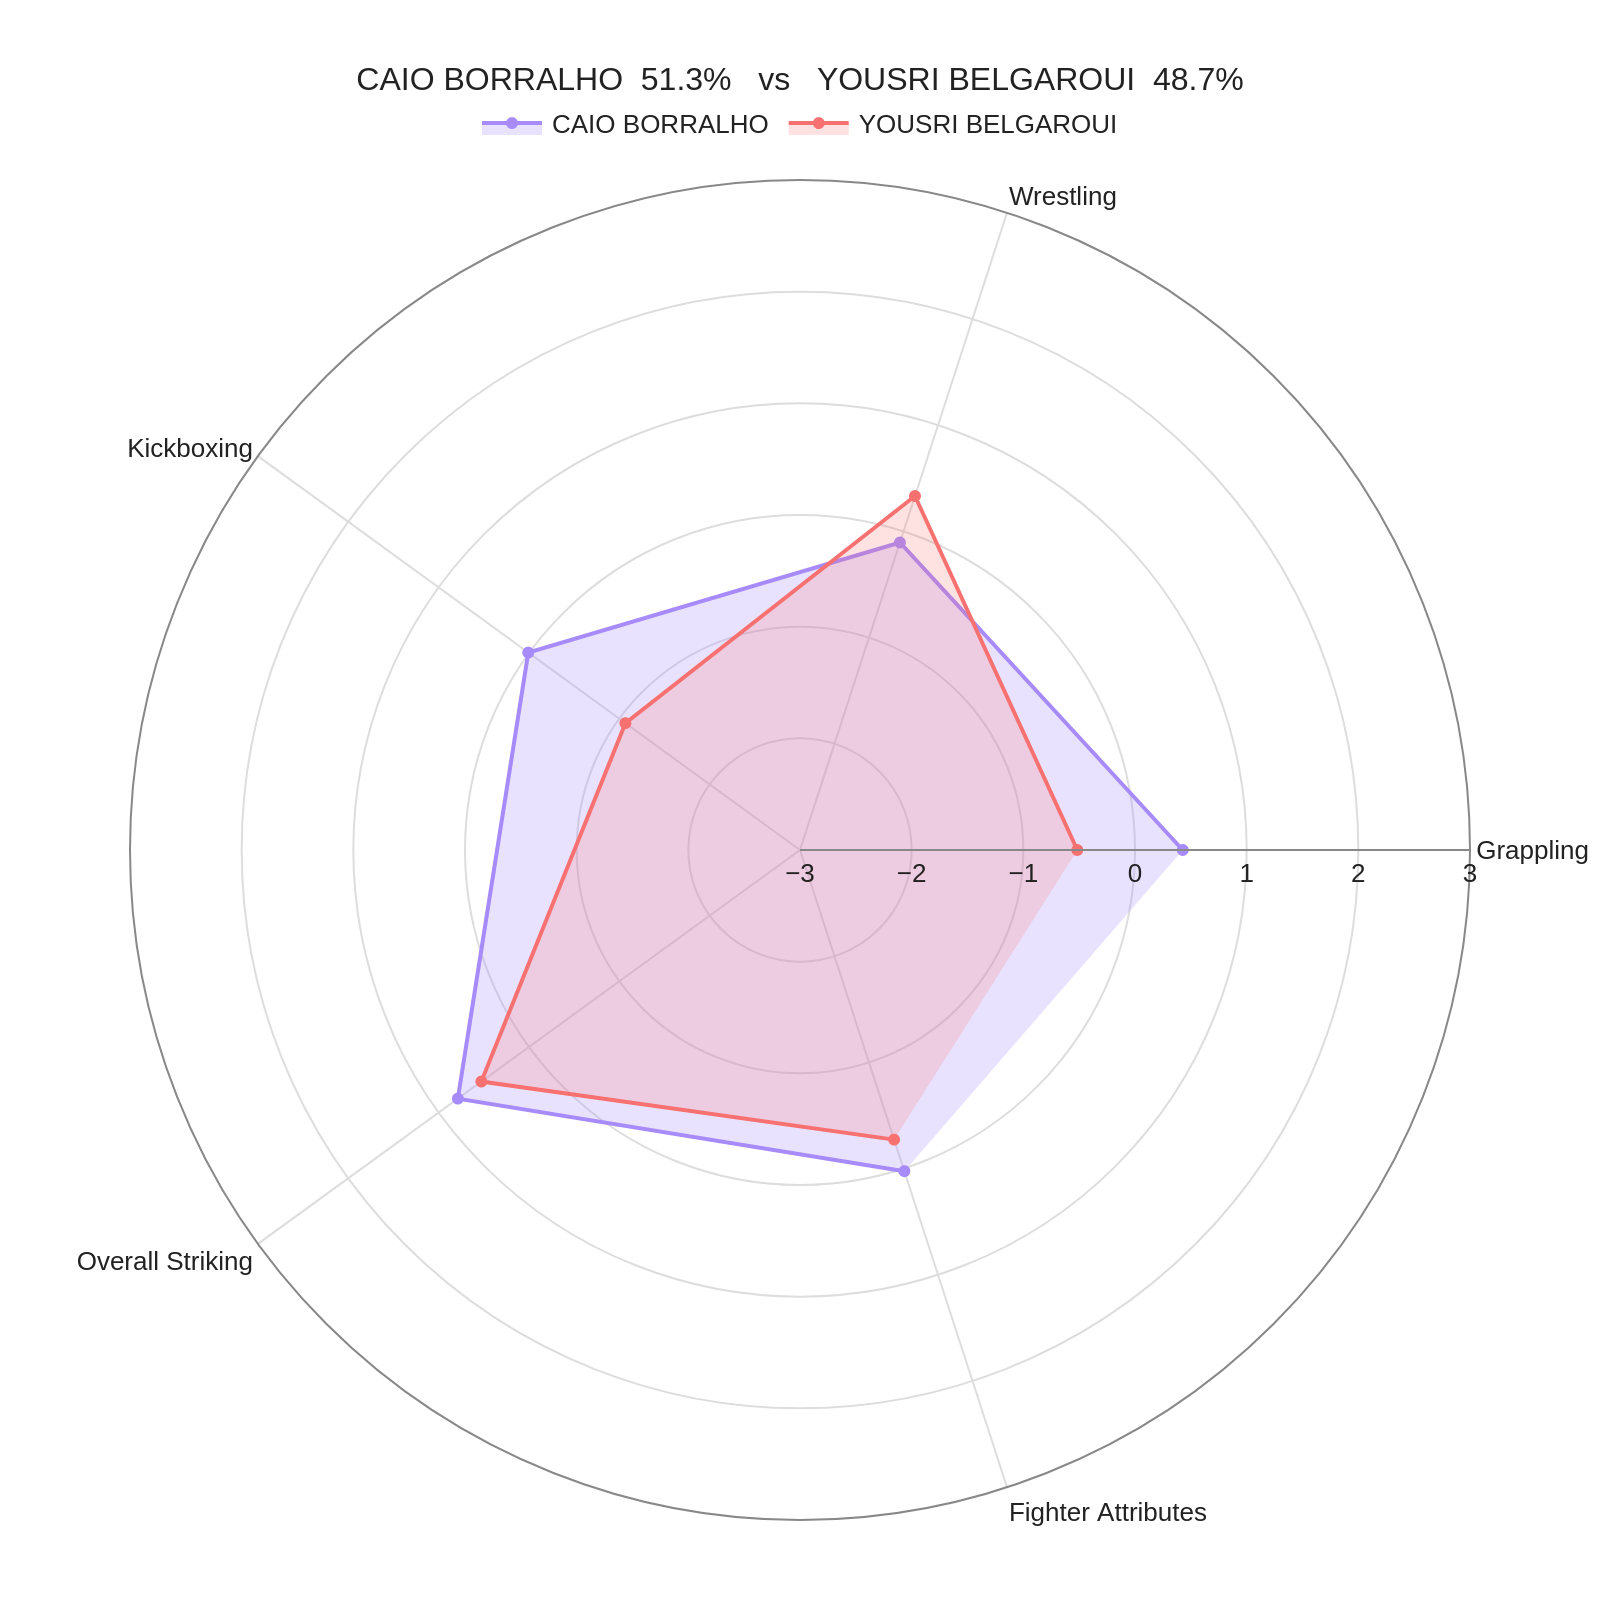 CAIO BORRALHO  51.3%   vs   YOUSRI BELGAROUI  48.7%
CAIO BORRALHO   YOUSRI BELGAROUI
Wrestling
Kickboxing
Grappling
−3 −2 −1 0 1 2 3
Overall Striking
Fighter Attributes